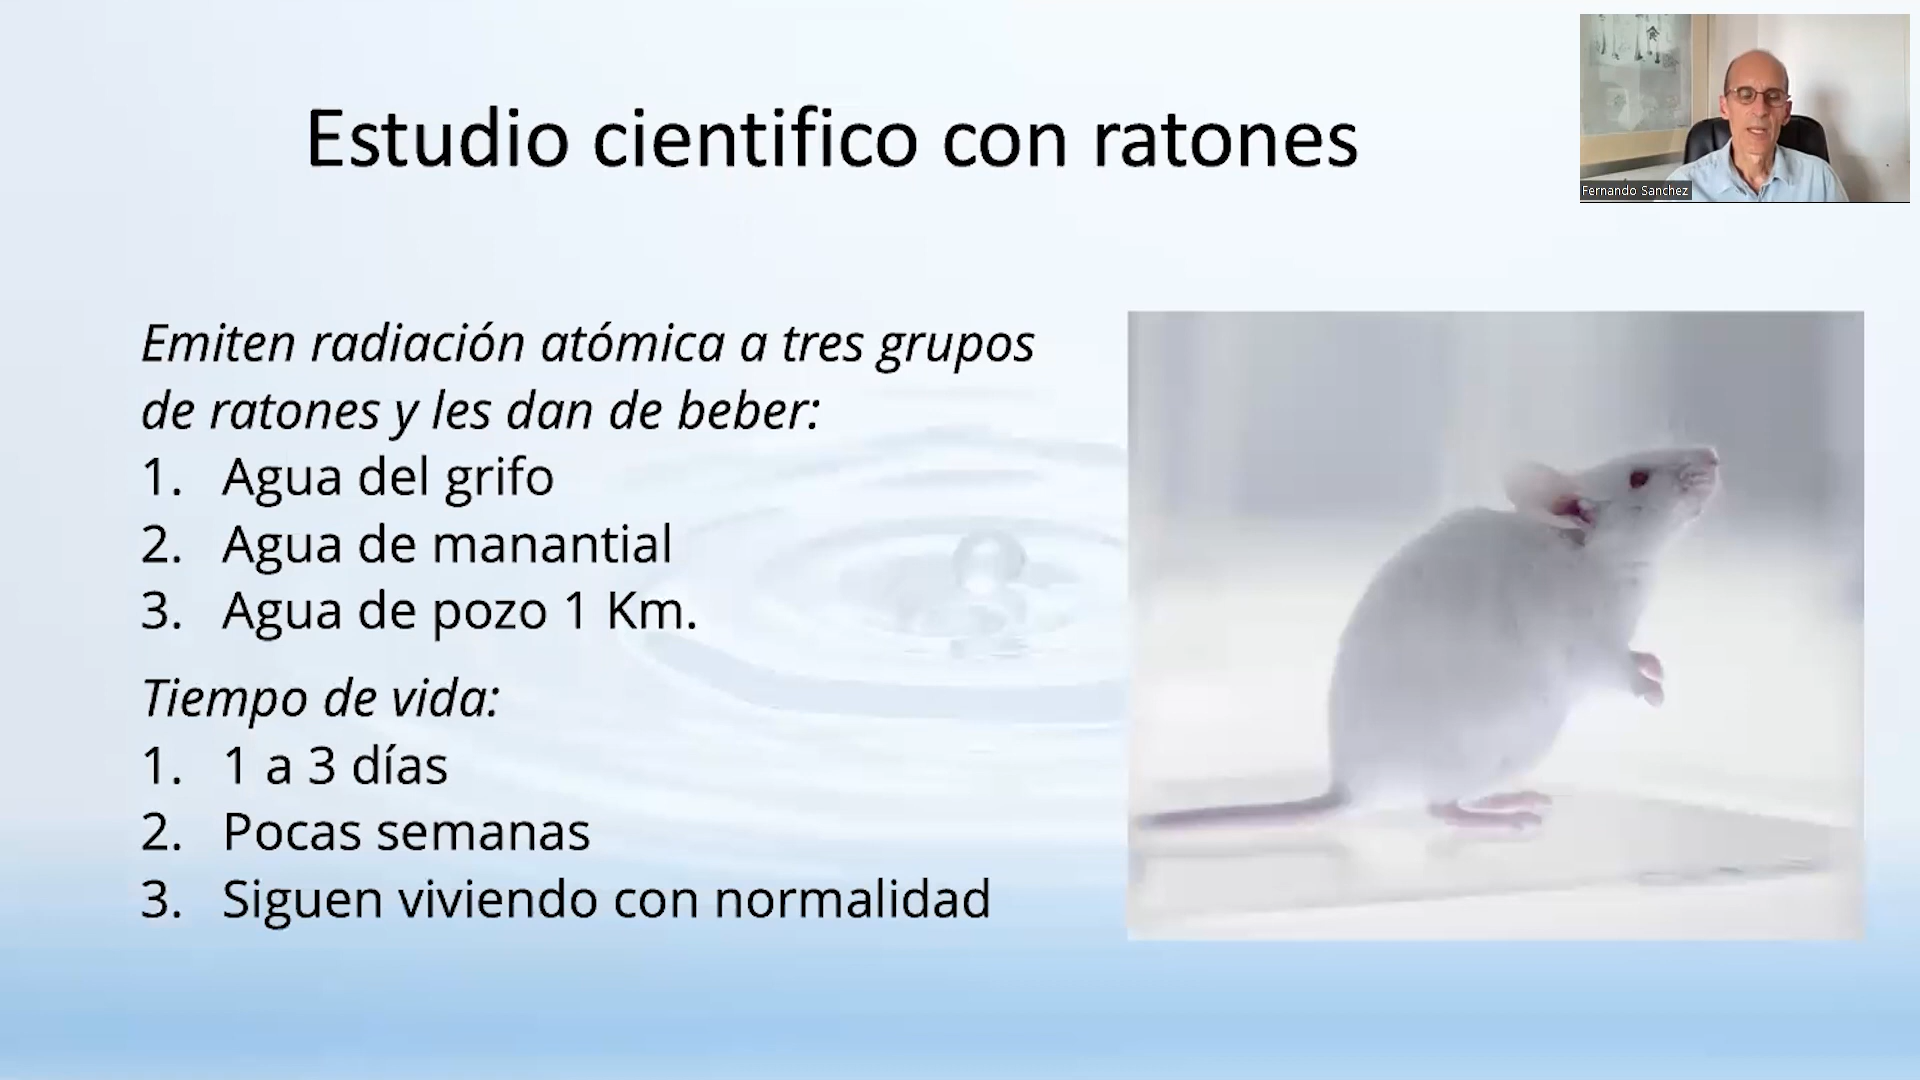 Estudio cientifico con ratones
Fernando Sanchez
Emiten radiación atómica a tres grupos
de ratones y les dan de beber:
1. Agua del grifo
2. Agua de manantial
3. Agua de pozo 1 Km.
Tiempo de vida:
1. 1 a 3 días
2. Pocas semanas
3. Siguen viviendo con normalidad